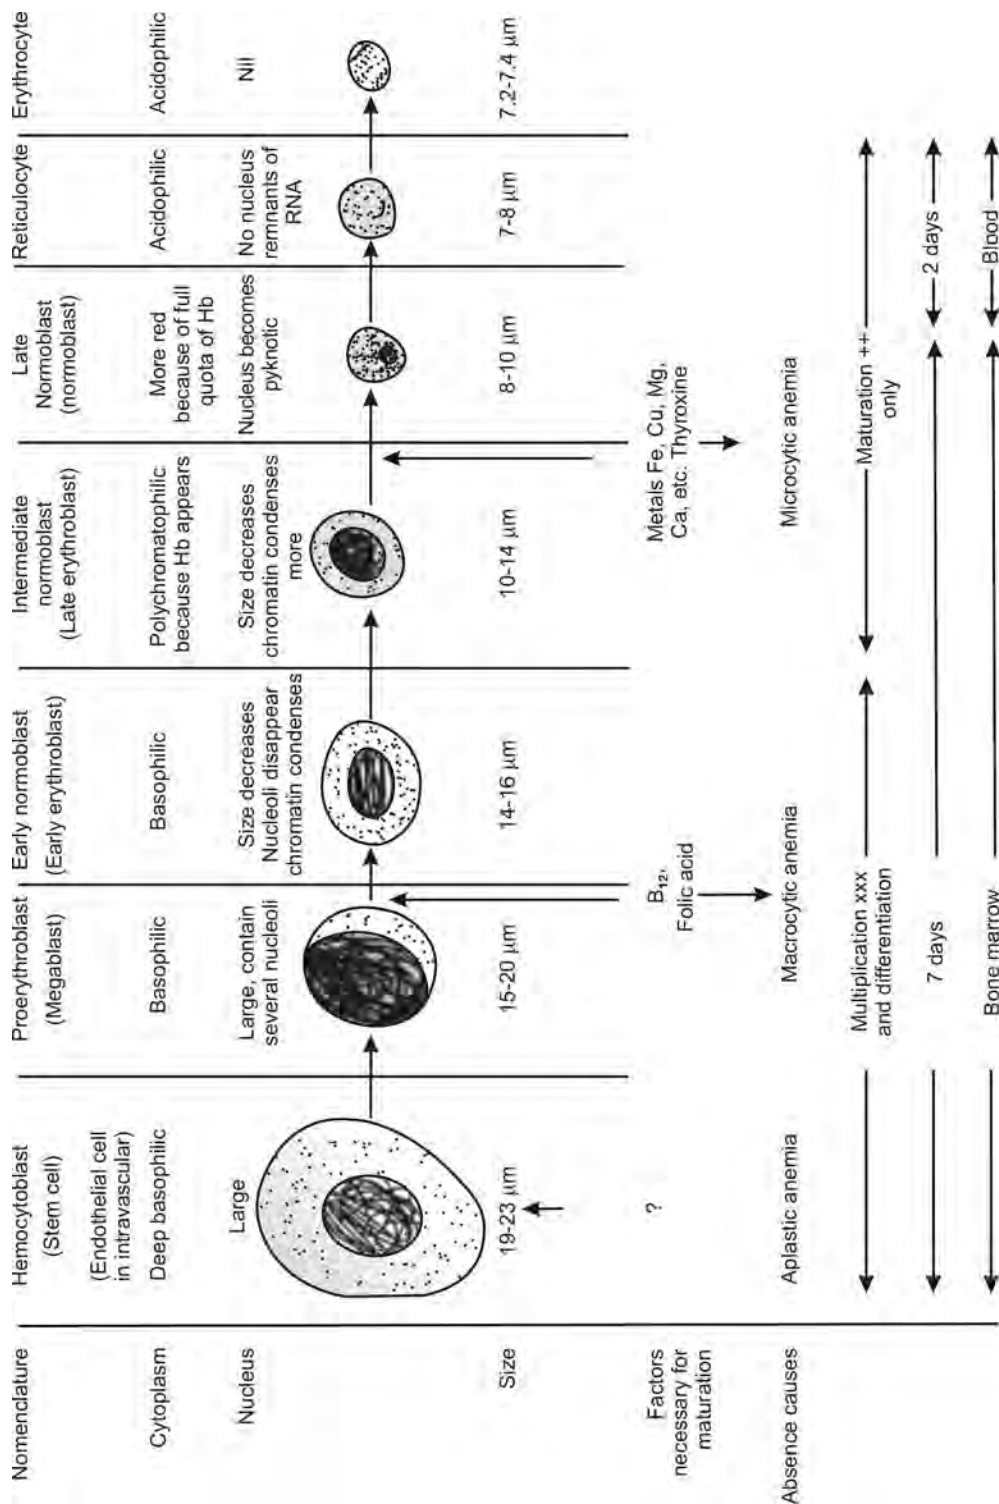 Nomenclature
Hemocytoblast
(Stem cell)
Proerythroblast
(Megablast)
Early normoblast
(Early erythroblast)
Intermediate
normoblast
(Late erythroblast)
Late
Normoblast
(normoblast)
Reticulocyte
Erythrocyte
(Endothelial cell
in intravascular)
Cytoplasm
Deep basophilic
Basophilic
Basophilic
Polychromatophilic
because Hb appears
More red
because of full
quota of Hb
Acidophilic
Acidophilic
Nucleus
Large
Large, contain
several nucleoli
Size decreases
Nucleoli disappear
chromatin condenses
Size decreases
chromatin condenses
more
Nucleus becomes
pyknotic
No nucleus
remnants of
RNA
Nil
Size
19-23 μm
15-20 μm
14-16 μm
10-14 μm
8-10 μm
7-8 μm
7.2-7.4 μm
Factors
necessary for
maturation
?
B12,
Folic acid
Metals Fe, Cu, Mg,
Ca, etc. Thyroxine
Absence causes
Aplastic anemia
Macrocytic anemia
Microcytic anemia
Multiplication xxx
and differentiation
Maturation ++
only
7 days
2 days
Bone marrow
Blood